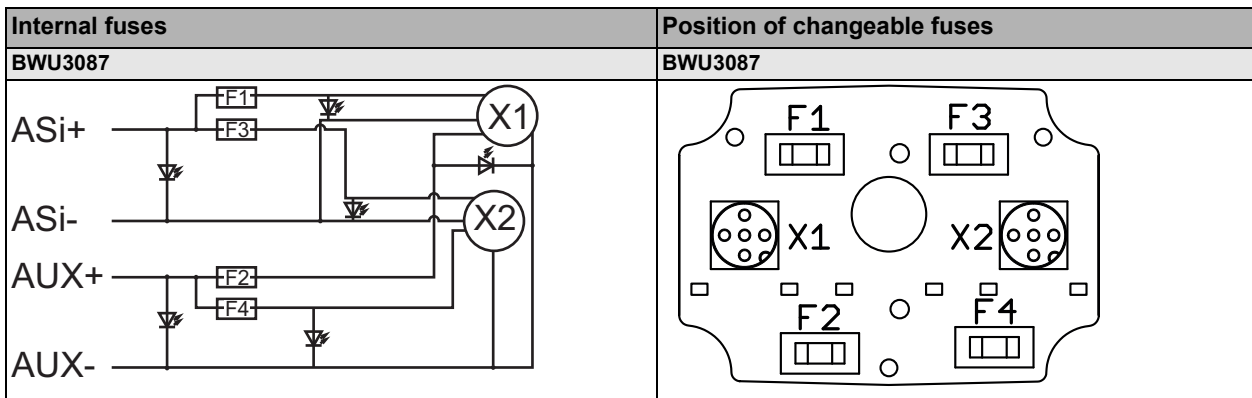 Internal fuses
Position of changeable fuses
BWU3087
BWU3087
ASi+
F1
F3
X1
ASi-
X2
AUX+
F2
F4
AUX-
F1
F3
X1
X2
F2
F4